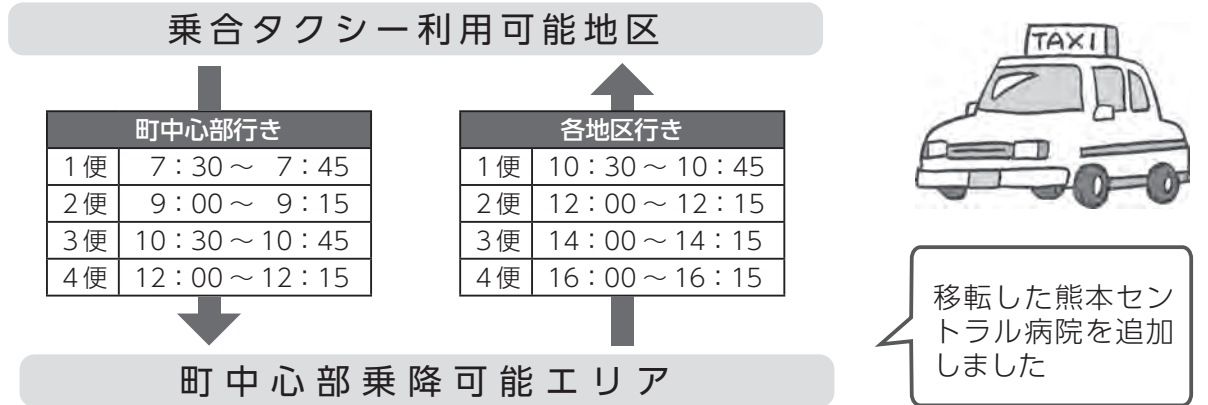 乗合タクシー利用可能地区
町中心部行き
1便 7:30～ 7:45
2便 9:00～ 9:15
3便 10:30～10:45
4便 12:00～12:15
各地区行き
1便 10:30～10:45
2便 12:00～12:15
3便 14:00～14:15
4便 16:00～16:15
町中心部乗降可能エリア
TAXI
移転した熊本セン
トラル病院を追加
しました